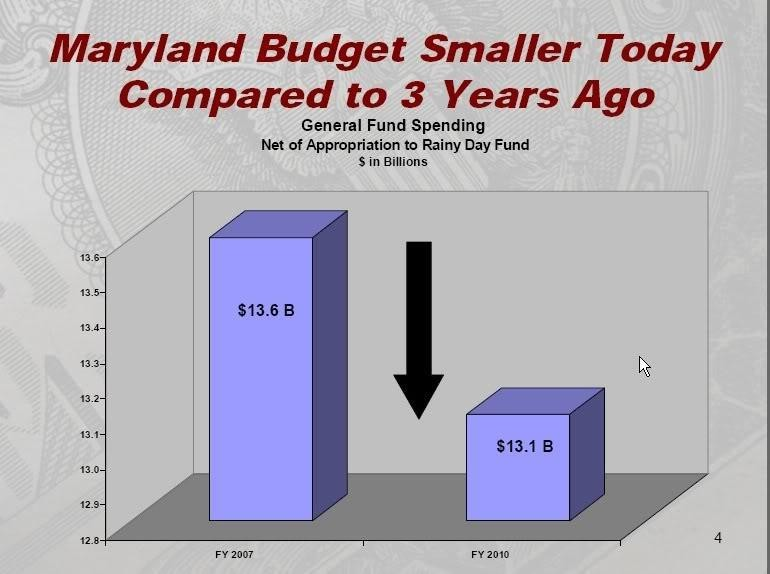 Maryland Budget Smaller Today
Compared to 3 Years Ago
General Fund Spending
Net of Appropriation to Rainy Day Fund
$ in Billions
13.6
13.5
13.4
13.3
13.2
13.1
13.0
12.9
12.8
$13.6 B
$13.1 B
FY 2007
FY 2010
4